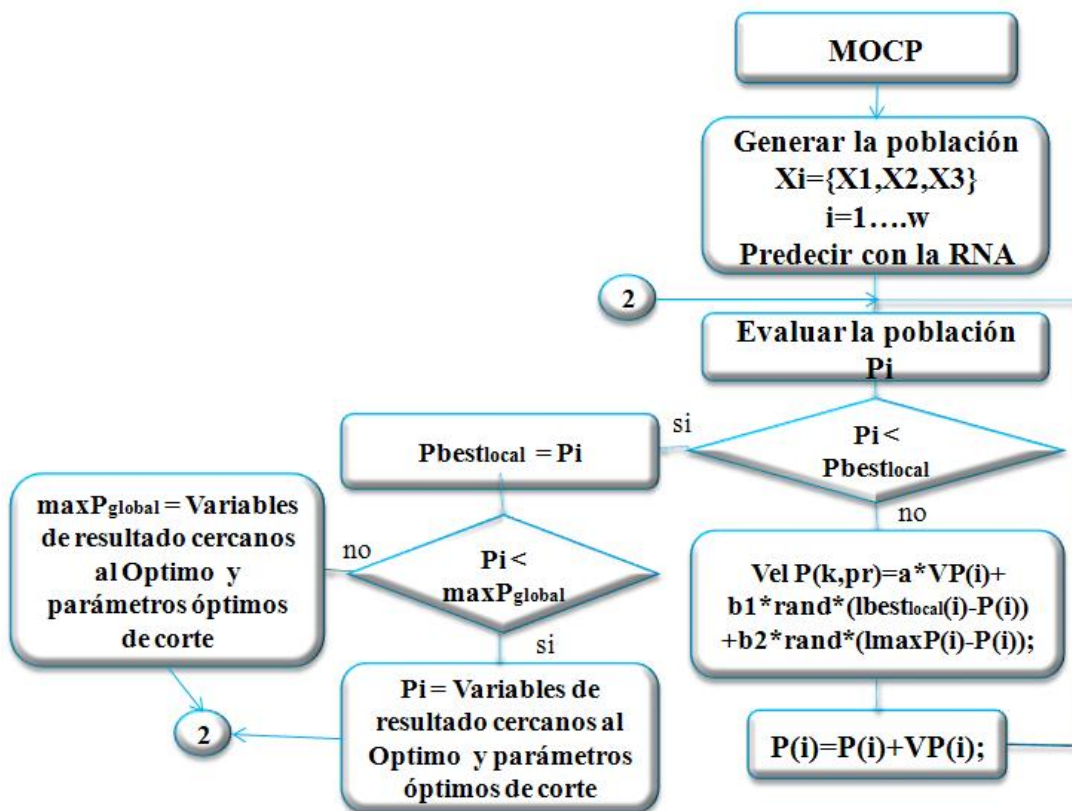 MOCP
Generar la población
Xi={X1,X2,X3}
i=1....w
Predecir con la RNA
2
Evaluar la población
Pi
Pi <
Pbestlocal
si
no
Pbestlocal = Pi
Pi <
maxPglobal
no
si
maxPglobal = Variables
de resultado cercanos
al Optimo y
parámetros óptimos
de corte
Pi = Variables de
resultado cercanos al
Optimo y parámetros
óptimos de corte
2
Vel P(k,pr)=a*VP(i)+
b1*rand*(lbestlocal(i)-P(i))
+b2*rand*(lmaxP(i)-P(i));
P(i)=P(i)+VP(i);